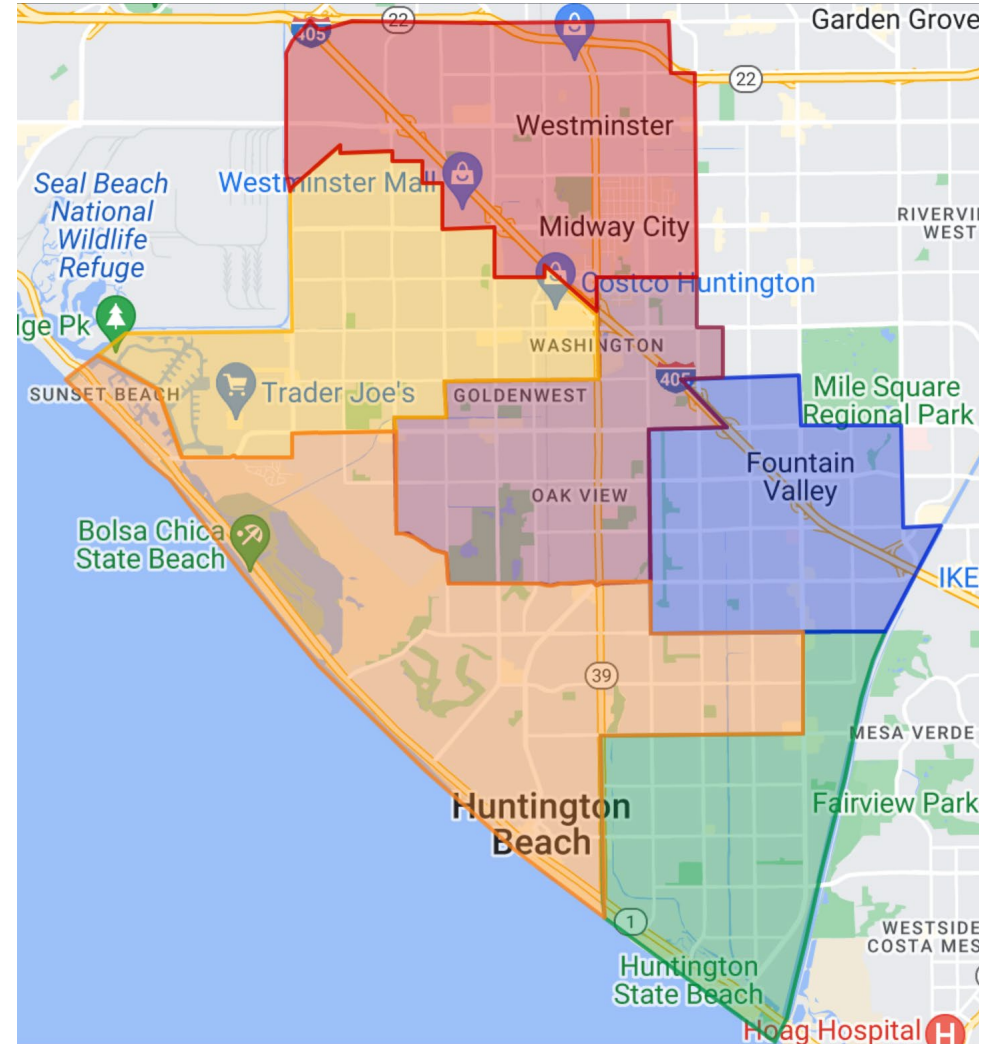 Garden Grove
22
405
22
Westminster
Westminster Mall
Seal Beach
National
Wildlife
Refuge
RIVERVI
WEST
Midway City
Costco Huntington
lge Pk
WASHINGTON
405
SUNSET BEACH
Trader Joe's
GOLDENWEST
Mile Square
Regional Park
Fountain
Valley
OAK VIEW
Bolsa Chica
State Beach
IKE
39
MESA VERDE
Huntington
Beach
Fairview Park
1
WESTSIDE
COSTA MES
Huntington
State Beach
Hoag Hospital
H